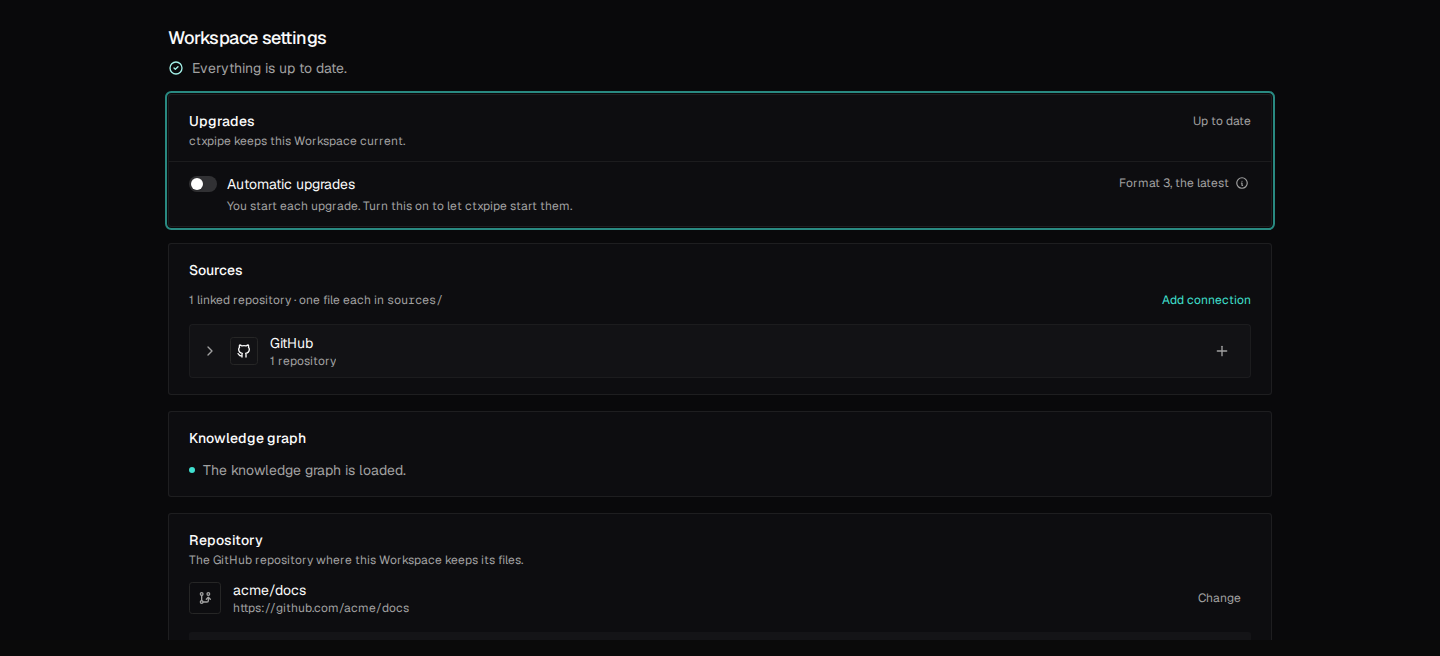 Workspace settings
Everything is up to date.
Upgrades
Up to date
ctxpipe keeps this Workspace current.
Automatic upgrades
Format 3, the latest
You start each upgrade. Turn this on to let ctxpipe start them.
Sources
1 linked repository · one file each in sources/
Add connection
GitHub
1 repository
Knowledge graph
The knowledge graph is loaded.
Repository
The GitHub repository where this Workspace keeps its files.
acme/docs
https://github.com/acme/docs
Change